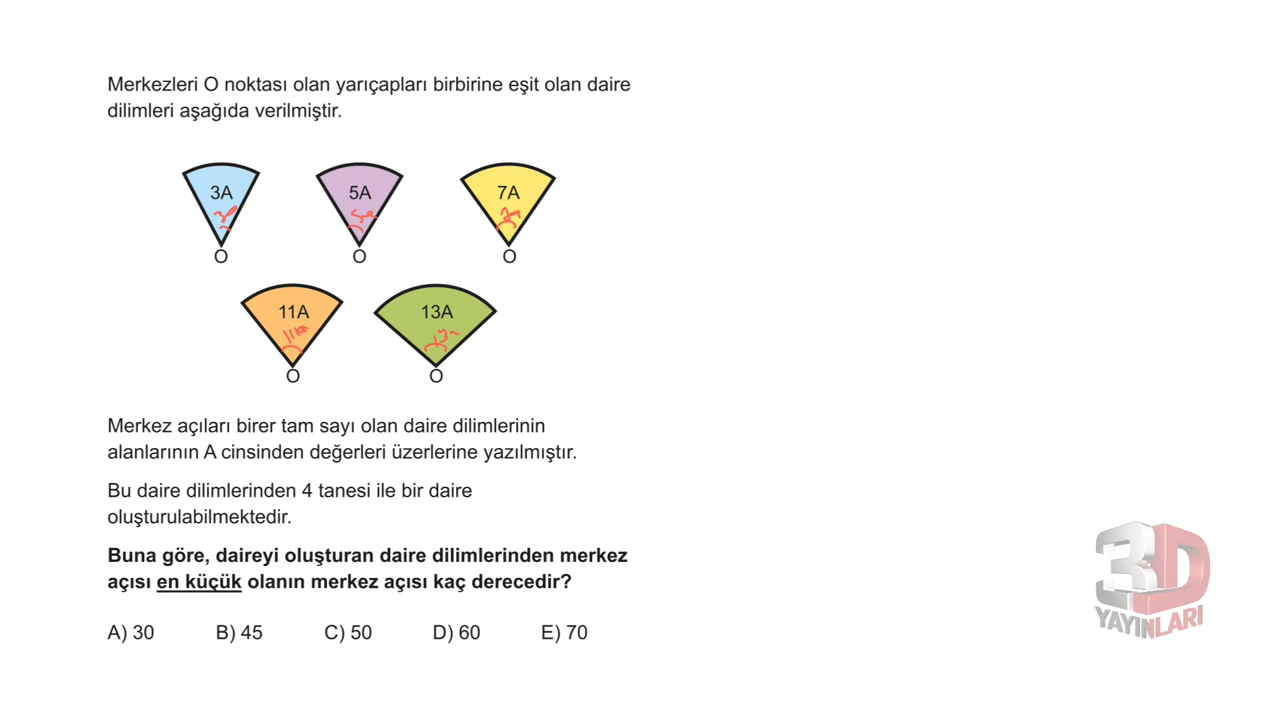 Merkezleri O noktası olan yarıçapları birbirine eşit olan daire
dilimleri aşağıda verilmiştir.
3A 5A 7A
O O O
11A 13A
O O
Merkez açıları birer tam sayı olan daire dilimlerinin
alanlarının A cinsinden değerleri üzerlerine yazılmıştır.
Bu daire dilimlerinden 4 tanesi ile bir daire
oluşturulabilmektedir.
Buna göre, daireyi oluşturan daire dilimlerinden merkez
açısı en küçük olanın merkez açısı kaç derecedir?
A) 30 B) 45 C) 50 D) 60 E) 70
3D
YAYINLARI